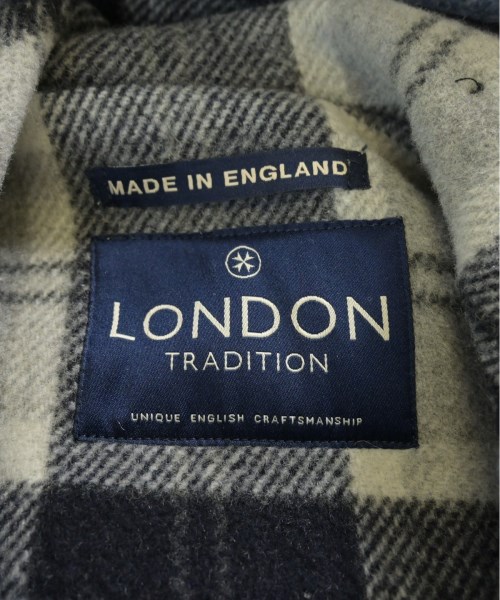 MADE IN ENGLAND
LONDON
TRADITION
UNIQUE ENGLISH CRAFTSMANSHIP